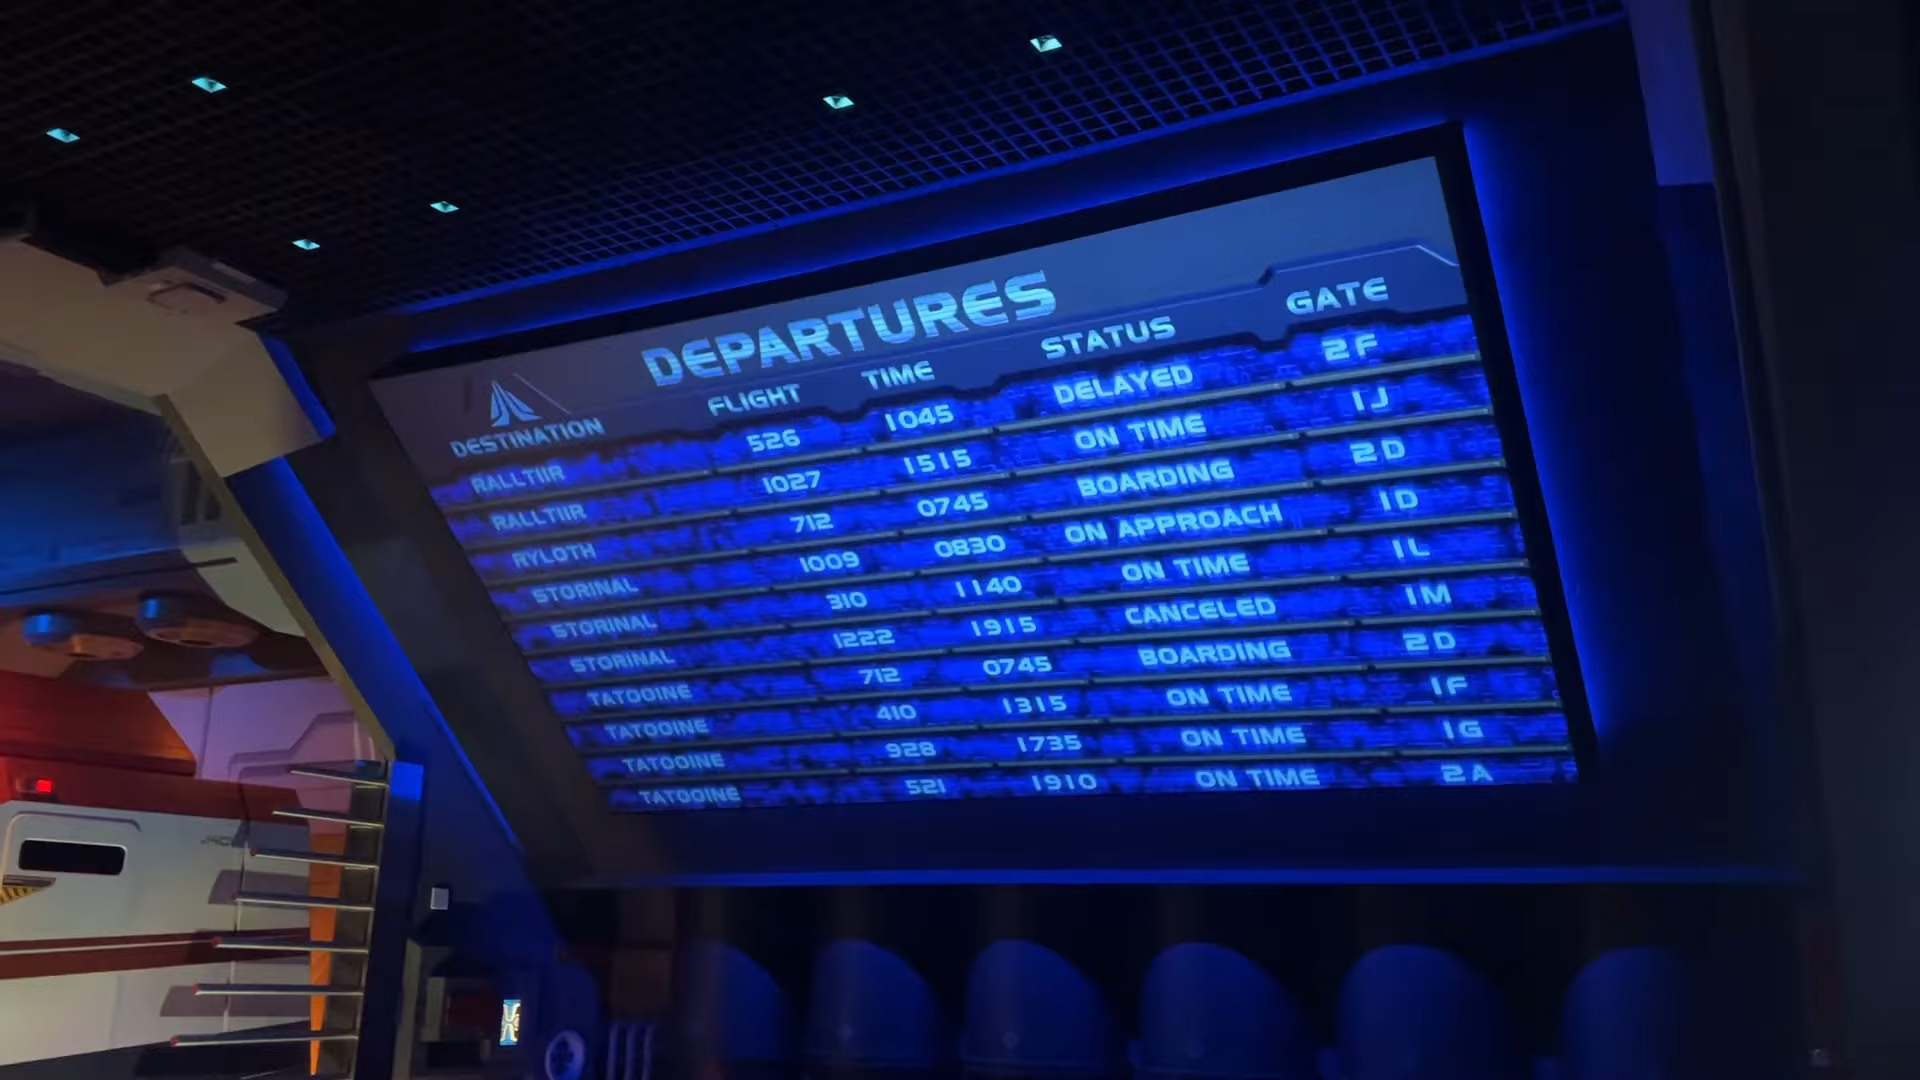 DEPARTURES
DESTINATION FLIGHT TIME STATUS GATE
RALLTIIR 526 1045 DELAYED 2F
RALLTIIR 1027 1515 ON TIME 1J
RYLOTH 712 0745 BOARDING 2D
STORINAL 1009 0830 ON APPROACH 1D
STORINAL 310 1140 ON TIME 1L
STORINAL 1222 1915 CANCELED 1M
TATOOINE 712 0745 BOARDING 2D
TATOOINE 410 1315 ON TIME 1F
TATOOINE 928 1735 ON TIME 1G
TATOOINE 521 1910 ON TIME 2A